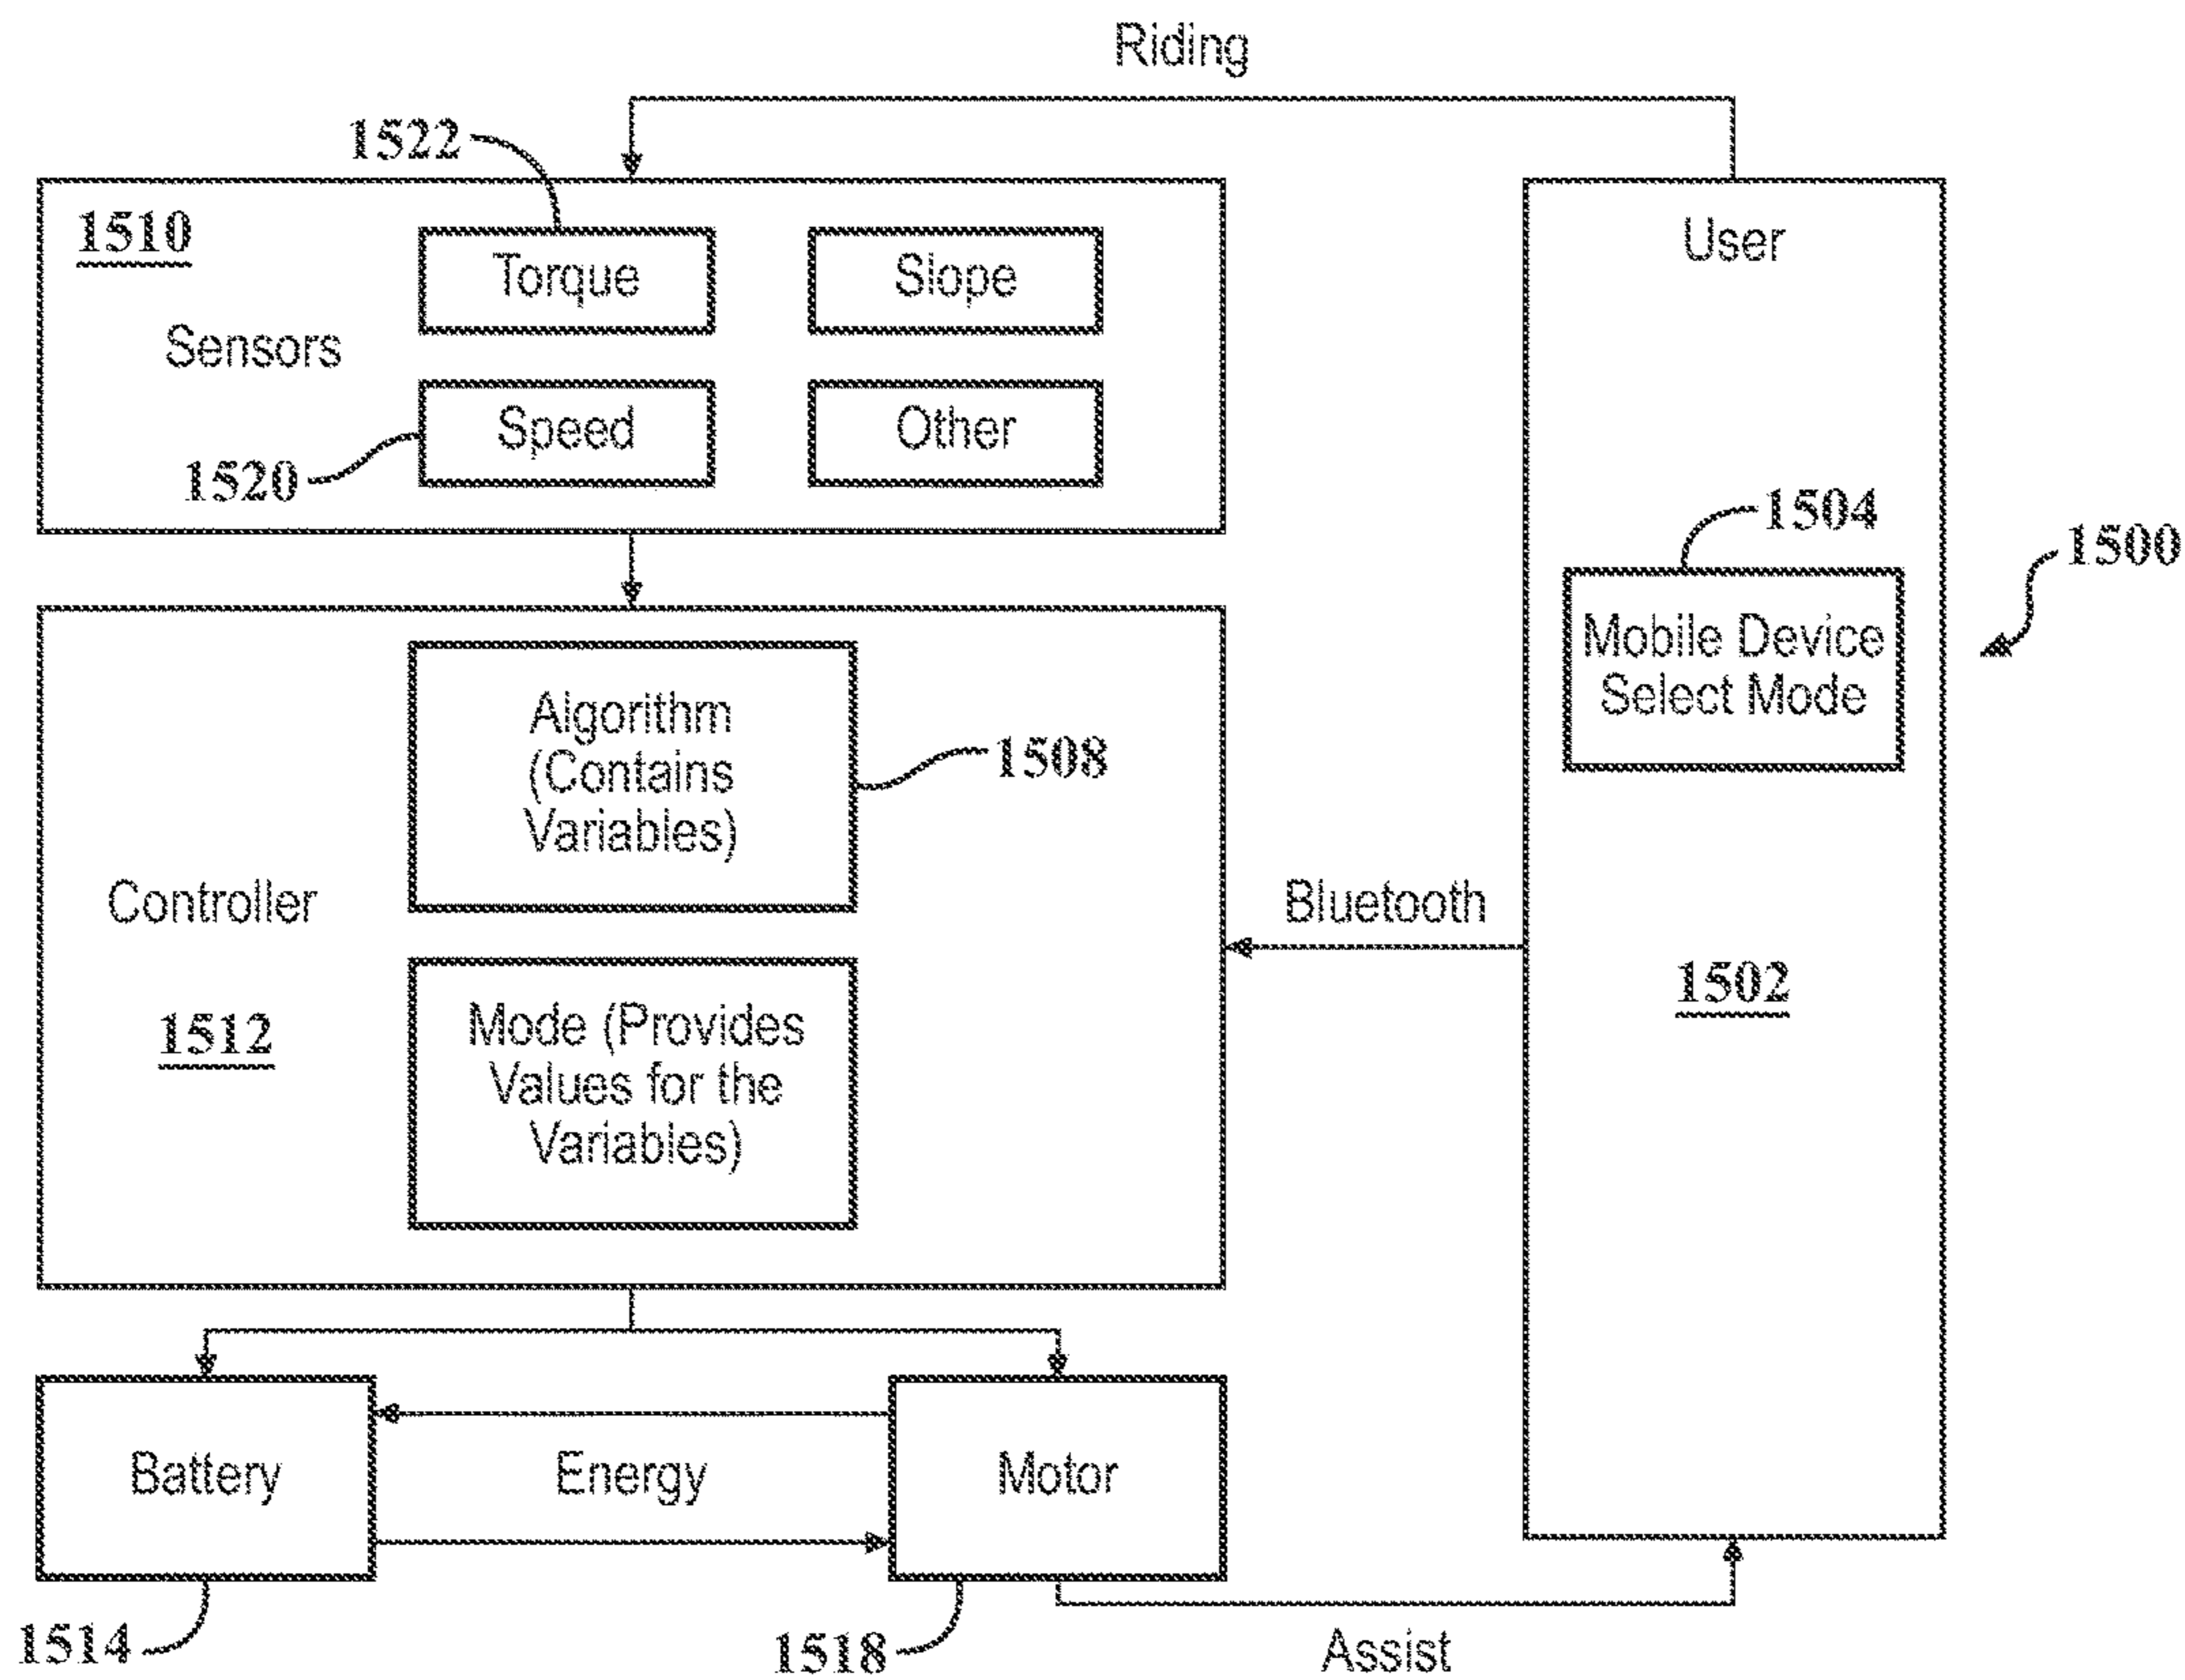 Riding
1522
1510
Torque
Slope
User
Sensors
Speed
Other
1520
1504
1500
Mobile Device
Select Mode
Algorithm
(Contains
Variables)
1508
Controller
Bluetooth
1502
1512
Mode (Provides
Values for the
Variables)
Battery
Energy
Motor
1514
1518
Assist